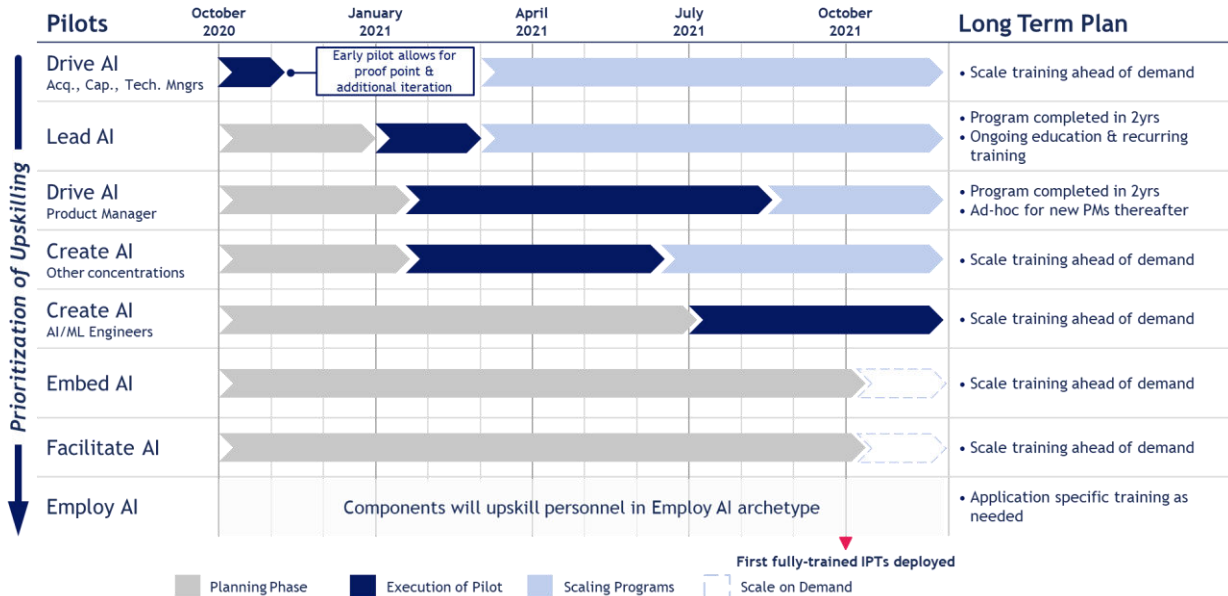 Pilots
October
2020
January
2021
April
2021
July
2021
October
2021
Long Term Plan
Prioritization of Upskilling
Drive AI
Acq., Cap., Tech. Mngrs
Early pilot allows for
proof point &
additional iteration
• Scale training ahead of demand
Lead AI
• Program completed in 2yrs
• Ongoing education & recurring
training
Drive AI
Product Manager
• Program completed in 2yrs
• Ad-hoc for new PMs thereafter
Create AI
Other concentrations
• Scale training ahead of demand
Create AI
AI/ML Engineers
• Scale training ahead of demand
Embed AI
• Scale training ahead of demand
Facilitate AI
• Scale training ahead of demand
Employ AI
Components will upskill personnel in Employ AI archetype
• Application specific training as
needed
First fully-trained IPTs deployed
Planning Phase
Execution of Pilot
Scaling Programs
Scale on Demand